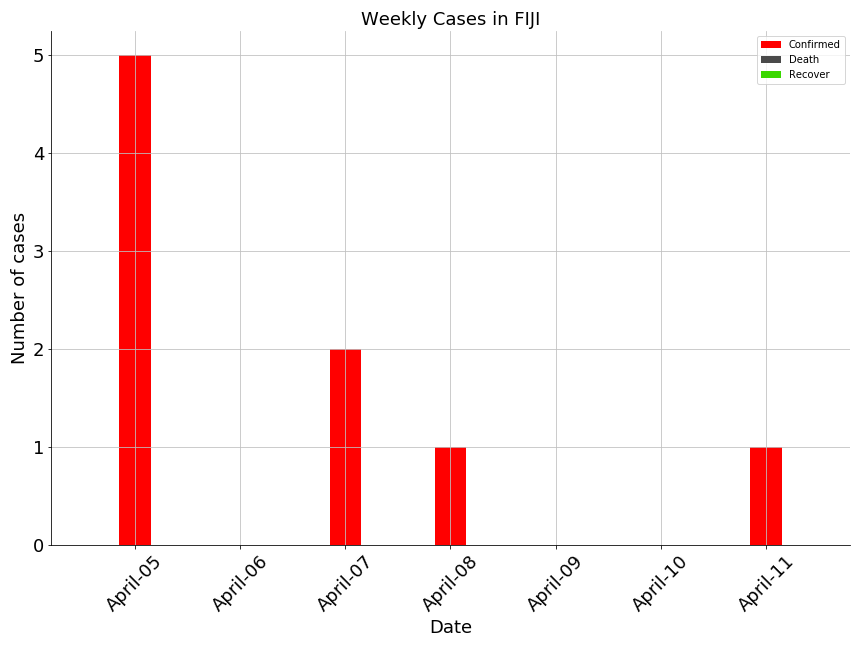 Weekly Cases in FIJI
Confirmed
Death
Recover
Number of cases
5
4
3
2
1
0
April-05
April-06
April-07
April-08
April-09
April-10
April-11
Date